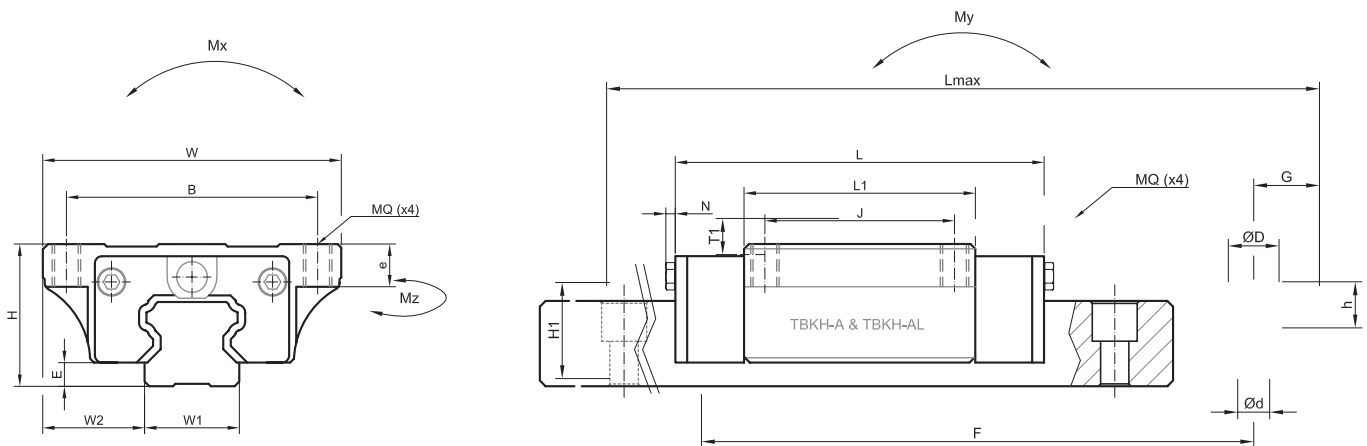 Mx
My
Lmax
W
L
B
L1
G
MQ (x4)
MQ (x4)
N
J
T1
ØD
e
H
Mz
h
H1
TBKH-A & TBKH-AL
E
W2
W1
Ød
F